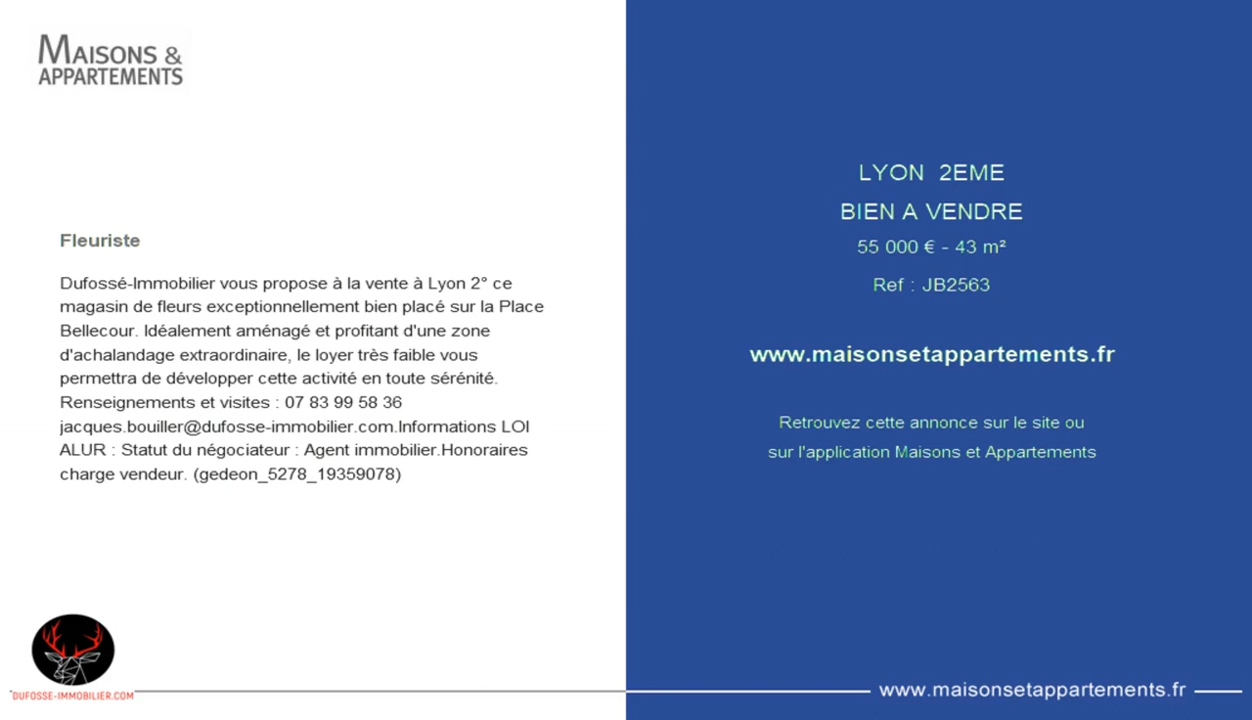 MAISONS &
APPARTEMENTS
Fleuriste
Dufossé-Immobilier vous propose à la vente à Lyon 2° ce
magasin de fleurs exceptionnellement bien placé sur la Place
Bellecour. Idéalement aménagé et profitant d'une zone
d'achalandage extraordinaire, le loyer très faible vous
permettra de développer cette activité en toute sérénité.
Renseignements et visites : 07 83 99 58 36
jacques.bouiller@dufosse-immobilier.com.Informations LOI
ALUR : Statut du négociateur : Agent immobilier.Honoraires
charge vendeur. (gedeon_5278_19359078)
DUFOSSE-IMMOBILIER.COM
LYON 2EME
BIEN A VENDRE
55 000 € - 43 m²
Ref : JB2563
www.maisonsetappartements.fr
Retrouvez cette annonce sur le site ou
sur l'application Maisons et Appartements
www.maisonsetappartements.fr